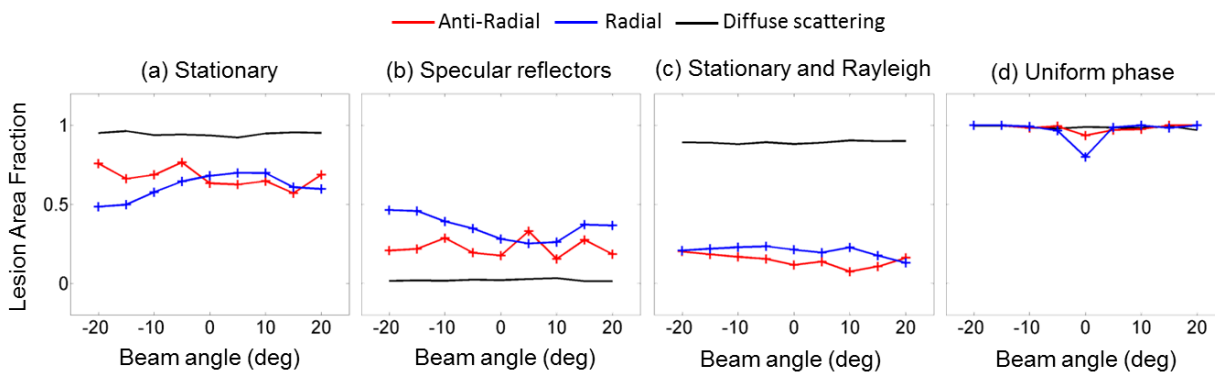 Anti-Radial Radial Diffuse scattering
(a) Stationary (b) Specular reflectors (c) Stationary and Rayleigh (d) Uniform phase
Lesion Area Fraction
1
0.5
0
-20 -10 0 10 20 -20 -10 0 10 20 -20 -10 0 10 20 -20 -10 0 10 20
Beam angle (deg) Beam angle (deg) Beam angle (deg) Beam angle (deg)